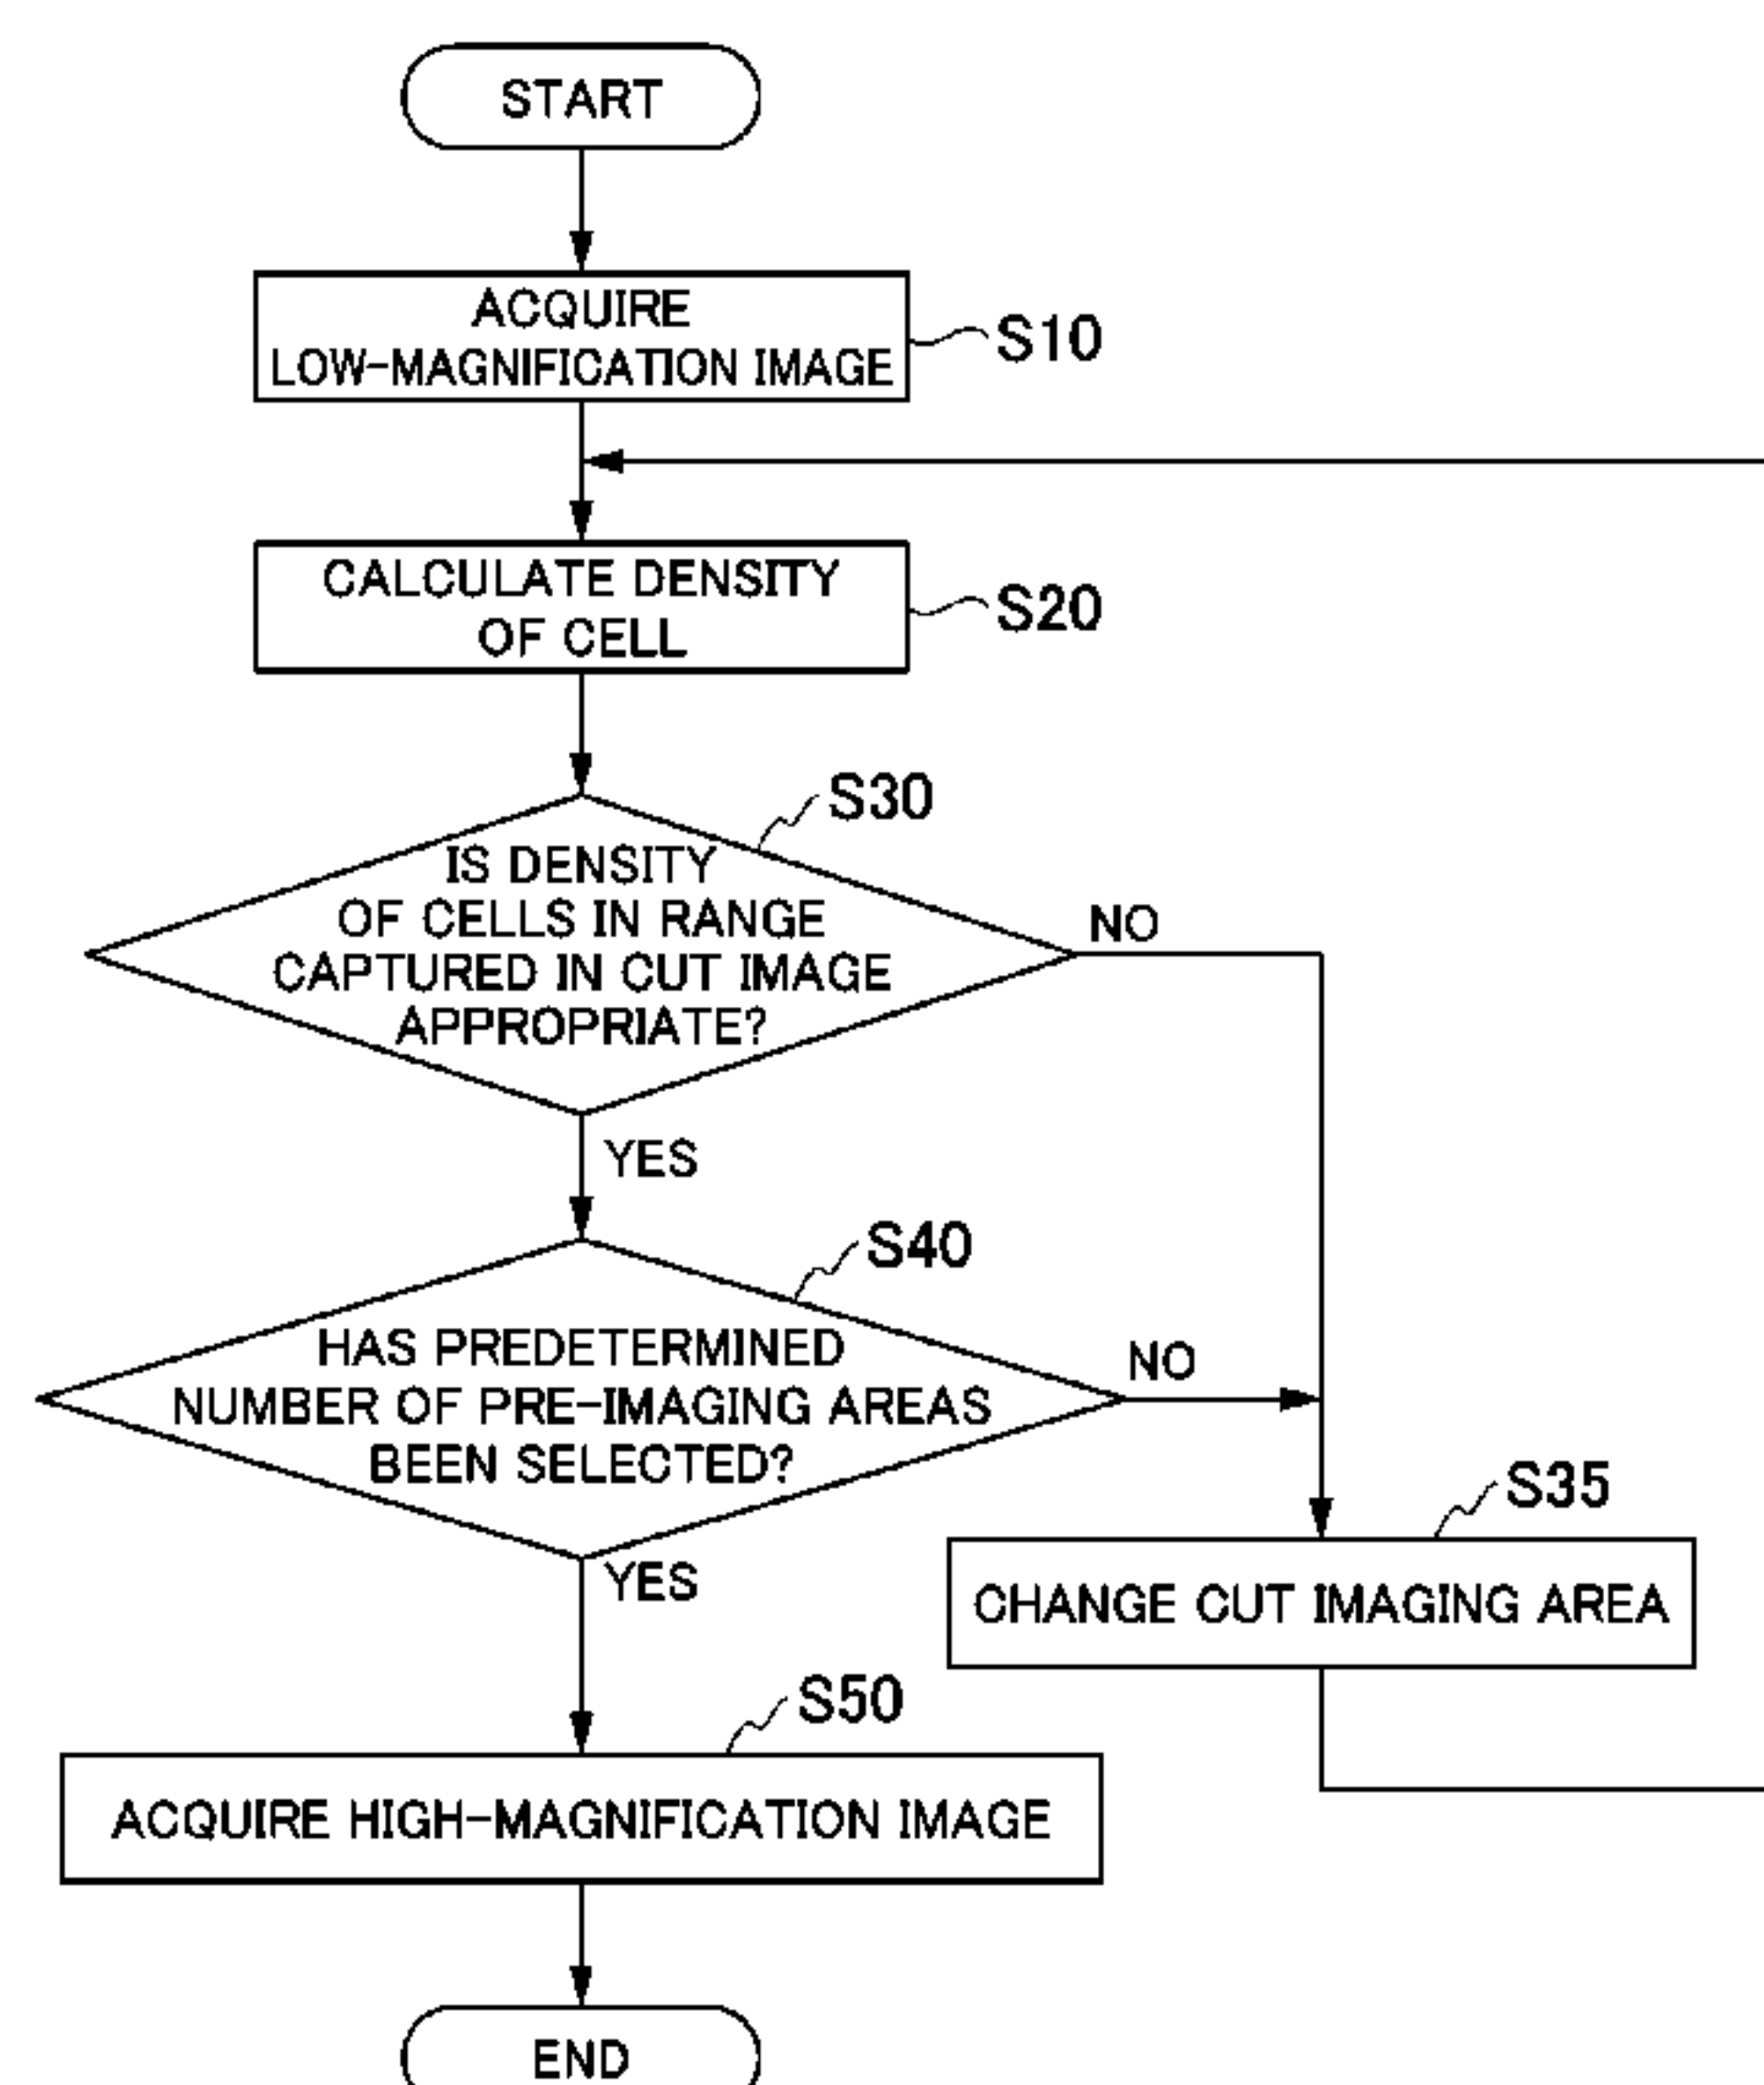 START
ACQUIRE
LOW-MAGNIFICATION IMAGE
S10
CALCULATE DENSITY
OF CELL
S20
S30
IS DENSITY
OF CELLS IN RANGE
CAPTURED IN CUT IMAGE
APPROPRIATE?
NO
YES
S40
HAS PREDETERMINED
NUMBER OF PRE-IMAGING AREAS
BEEN SELECTED?
NO
YES
S35
CHANGE CUT IMAGING AREA
S50
ACQUIRE HIGH-MAGNIFICATION IMAGE
END